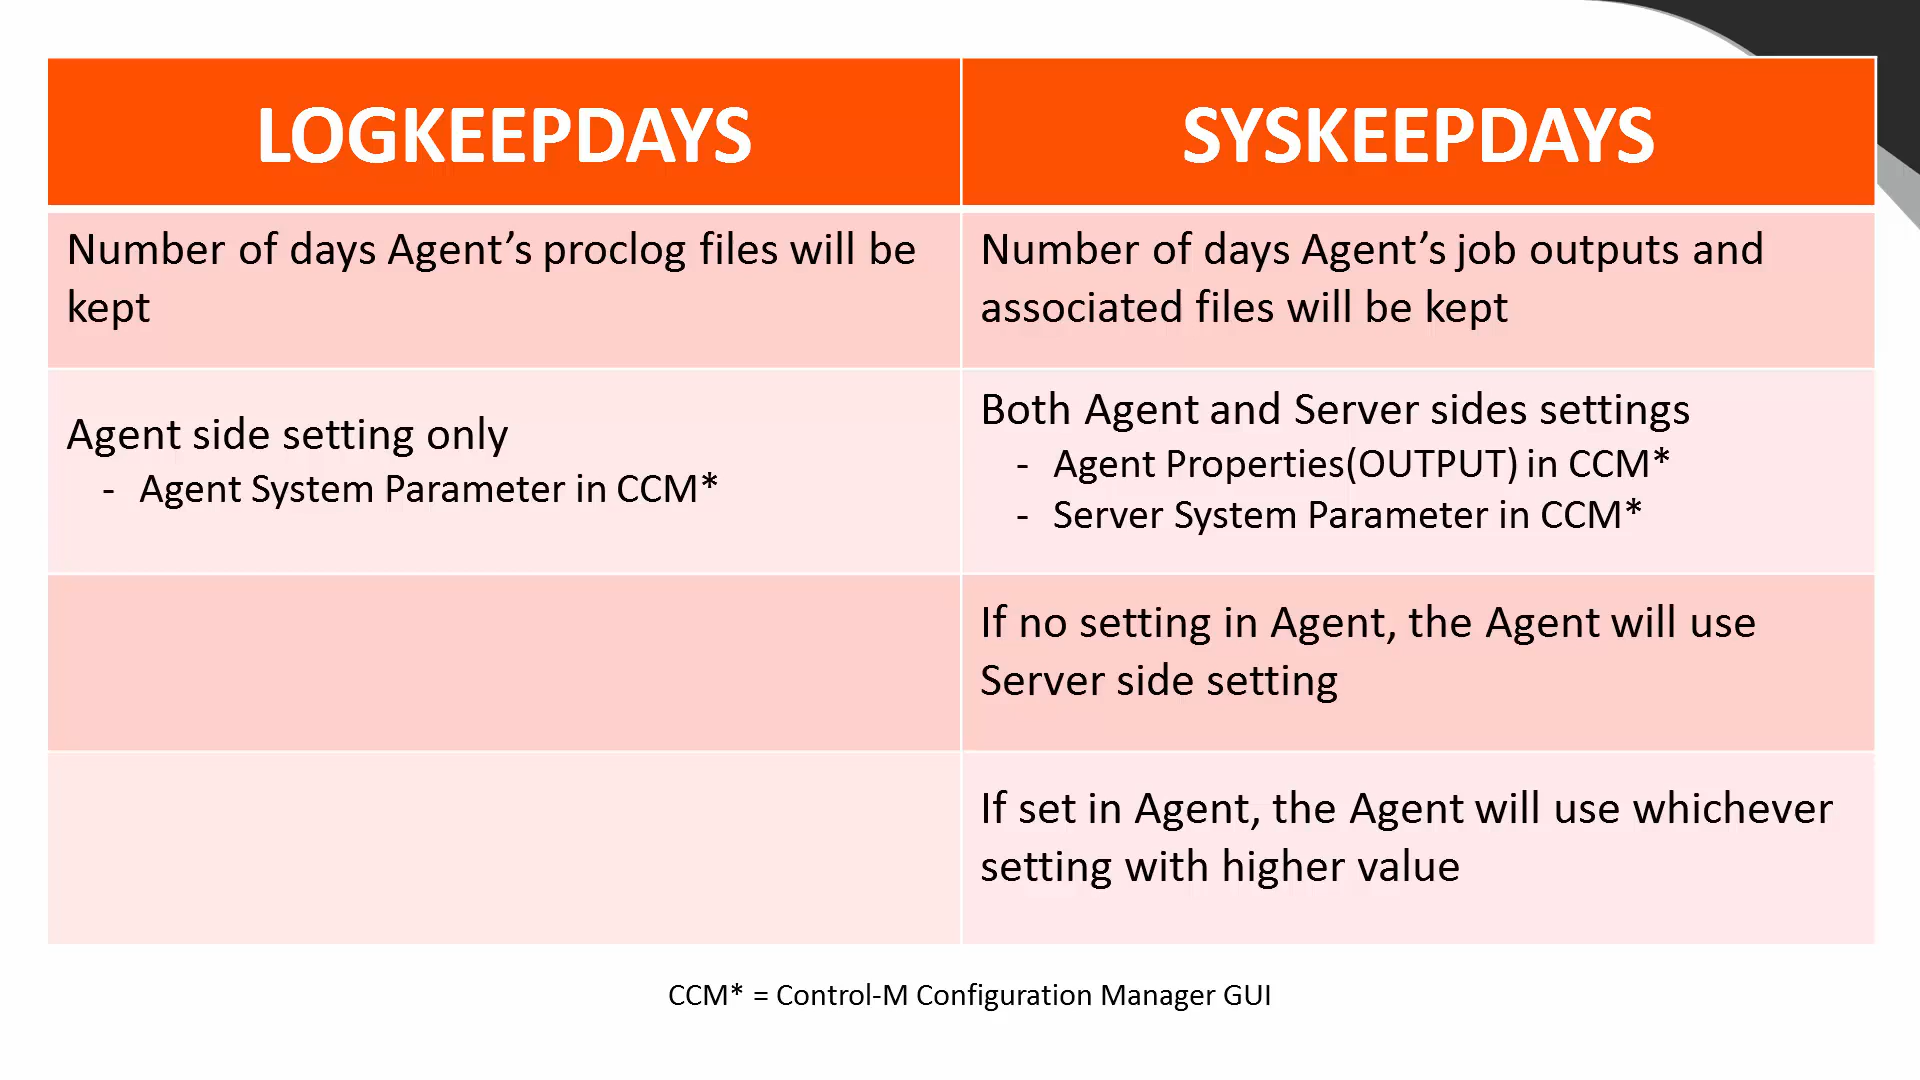 LOGKEEPDAYS
SYSKEEPDAYS
Number of days Agent’s proclog files will be
kept
Number of days Agent’s job outputs and
associated files will be kept
Agent side setting only
- Agent System Parameter in CCM*
Both Agent and Server sides settings
- Agent Properties(OUTPUT) in CCM*
- Server System Parameter in CCM*
If no setting in Agent, the Agent will use
Server side setting
If set in Agent, the Agent will use whichever
setting with higher value
CCM* = Control-M Configuration Manager GUI